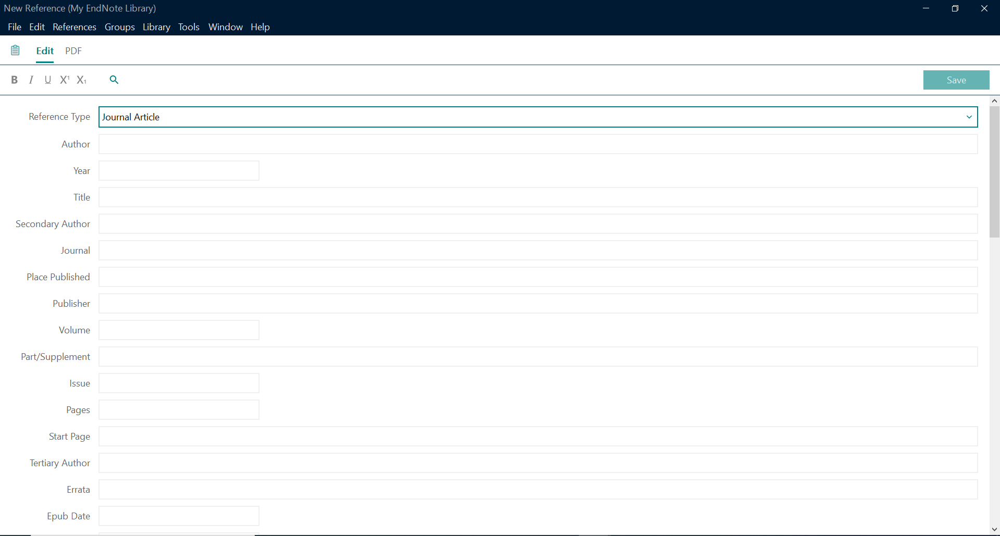 New Reference (My EndNote Library)
File Edit References Groups Library Tools Window Help
Edit PDF
B I U X¹ X₁
Save
Reference Type Journal Article
Author
Year
Title
Secondary Author
Journal
Place Published
Publisher
Volume
Part/Supplement
Issue
Pages
Start Page
Tertiary Author
Errata
Epub Date